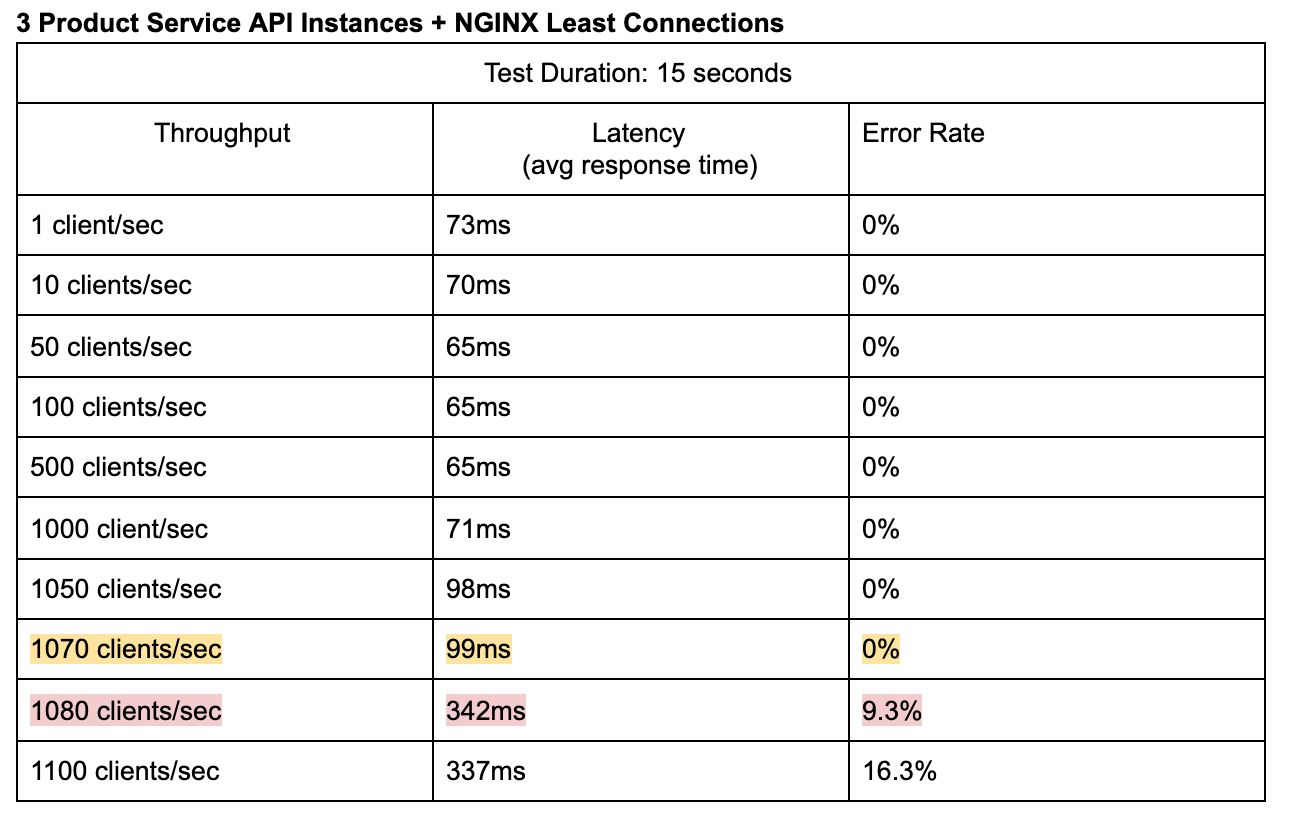 3 Product Service API Instances + NGINX Least Connections
Test Duration: 15 seconds
Throughput Latency (avg response time) Error Rate
1 client/sec 73ms 0%
10 clients/sec 70ms 0%
50 clients/sec 65ms 0%
100 clients/sec 65ms 0%
500 clients/sec 65ms 0%
1000 client/sec 71ms 0%
1050 clients/sec 98ms 0%
1070 clients/sec 99ms 0%
1080 clients/sec 342ms 9.3%
1100 clients/sec 337ms 16.3%